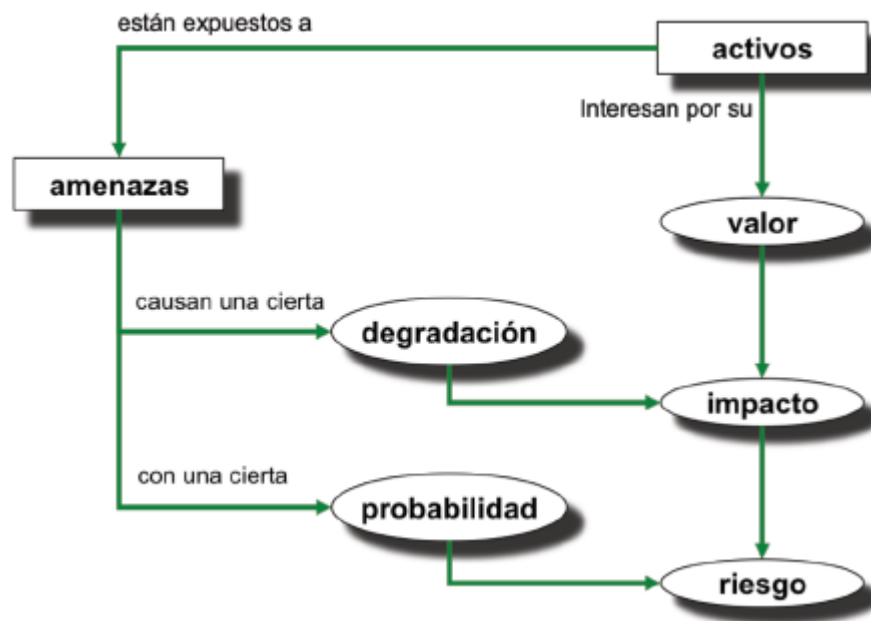 están expuestos a
activos
Interesan por su
amenazas
valor
causan una cierta
degradación
impacto
con una cierta
probabilidad
riesgo